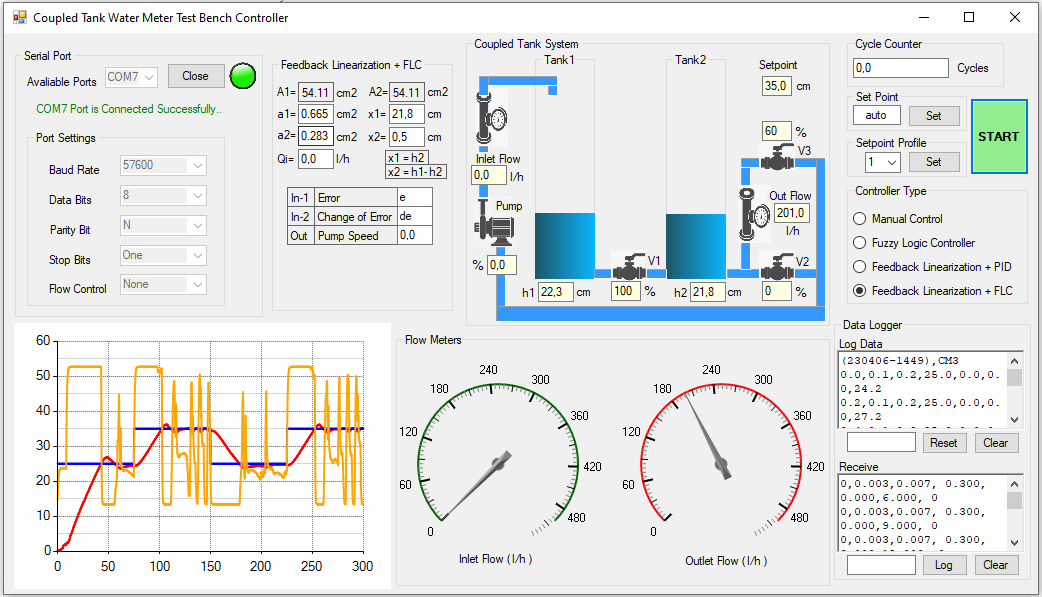 Coupled Tank Water Meter Test Bench Controller
Serial Port
Avaliable Ports COM7 Close
COM7 Port is Connected Successfully..
Port Settings
Baud Rate 57600
Data Bits 8
Parity Bit N
Stop Bits One
Flow Control None
Feedback Linearization + FLC
A1= 54.11 cm2 A2= 54.11 cm2
a1= 0.665 cm2 x1= 21,8 cm
a2= 0.283 cm2 x2= 0,5 cm
Qi= 0,0 l/h
x1 = h2
x2 = h1- h2
In-1 Error e
In-2 Change of Error de
Out Pump Speed 0,0
Coupled Tank System
Tank1
Tank2
Setpoint
35,0 cm
60 %
V3
Inlet Flow
0,0 l/h
Pump
% 0,0
Out Flow
201,0
l/h
V1
V2
h1 22,3 cm
100 %
h2 21,8 cm
0 %
Cycle Counter
0,0 Cycles
Set Point
auto Set
Setpoint Profile
1 Set
START
Controller Type
Manual Control
Fuzzy Logic Controller
Feedback Linearization + PID
Feedback Linearization + FLC
60
50
40
30
20
10
0
0 50 100 150 200 250 300
Flow Meters
0
60
120
180
240
300
360
420
480
Inlet Flow ( l/h )
0
60
120
180
240
300
360
420
480
Outlet Flow ( l/h )
Data Logger
Log Data
(230406-1449),CM3
0.0,0.1,0.2,25.0,0.0,0.
0,24.2
0.2,0.1,0.2,25.0,0.0,0.
0,27.2
Reset Clear
Receive
0,0.003,0.007, 0.300,
0.000,6.000, 0
0,0.003,0.007, 0.300,
0.000,9.000, 0
0,0.003,0.007, 0.300,
Log Clear